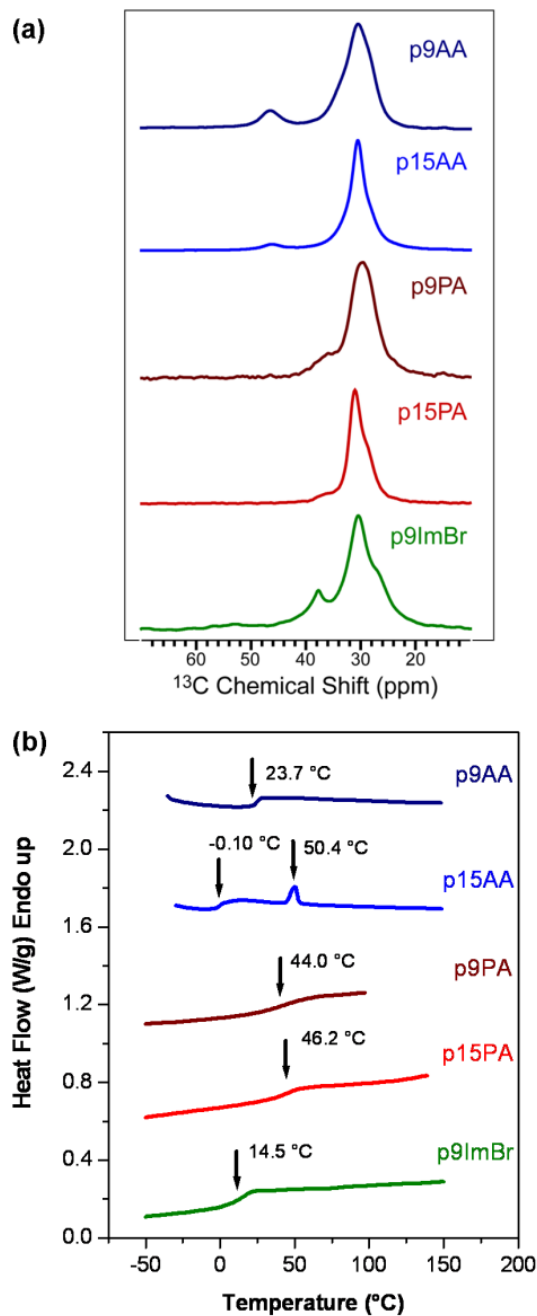 (a)
p9AA
p15AA
p9PA
p15PA
p9ImBr
60 40 30 20
¹³C Chemical Shift (ppm)
(b)
2.4
2.0
1.6
1.2
0.8
0.4
0.0
Heat Flow (W/g) Endo up
p9AA
23.7 °C
-0.10 °C
50.4 °C
p15AA
44.0 °C
p9PA
46.2 °C
p15PA
14.5 °C
p9ImBr
-50 0 50 100 150 200
Temperature (°C)